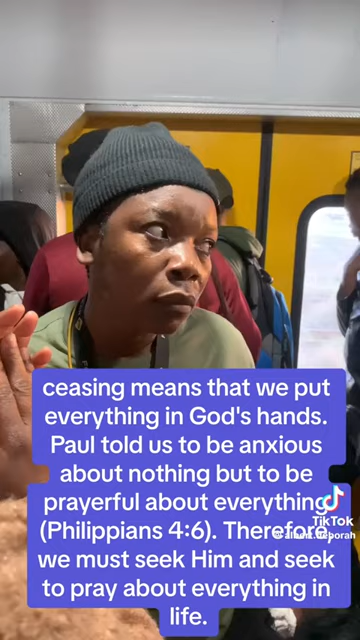 ceasing means that we put
everything in God's hands.
Paul told us to be anxious
about nothing but to be
prayerful about everything
(Philippians 4:6). Therefore,
we must seek Him and seek
to pray about everything in
life.
TikTok